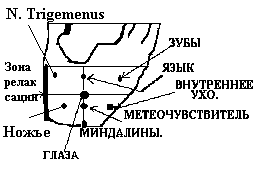 N. Trigemenus
ЗУБЫ
Зона
релак
сации
ЯЗЫК
ВНУТРЕННЕЕ
УХО.
МЕТЕОЧУВСТВИТЕЛЬ
Ножье
МИНДАЛИНЫ.
ГЛАЗА